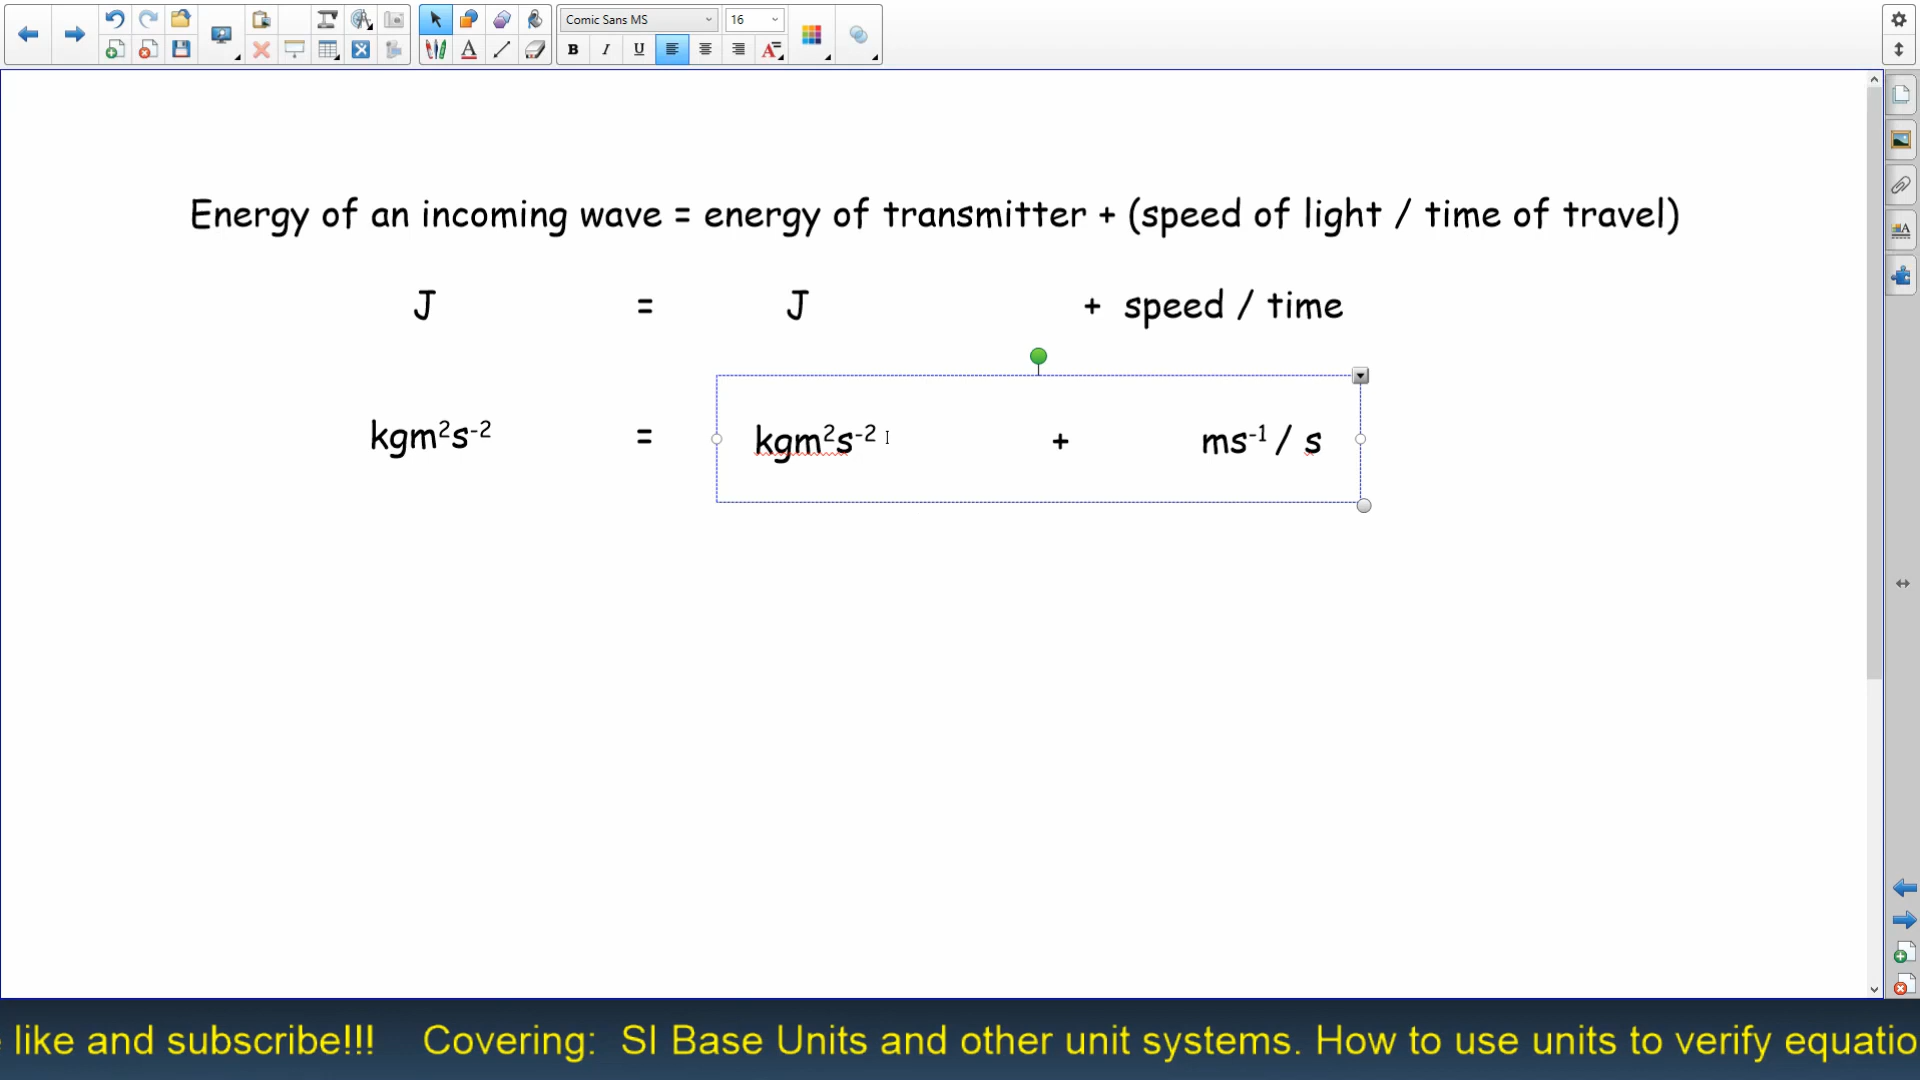 Comic Sans MS 16
B I U A
A
Energy of an incoming wave = energy of transmitter + (speed of light / time of travel)
J = J + speed / time
kgm²s⁻² = kgm²s⁻² + ms⁻¹ / s
like and subscribe!!! Covering: SI Base Units and other unit systems. How to use units to verify equatio